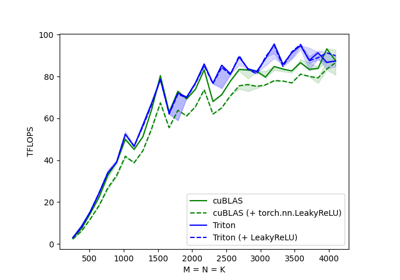 100
80
60
40
20
0
TFLOPS
500 1000 1500 2000 2500 3000 3500 4000
M = N = K
cuBLAS
cuBLAS (+ torch.nn.LeakyReLU)
Triton
Triton (+ LeakyReLU)